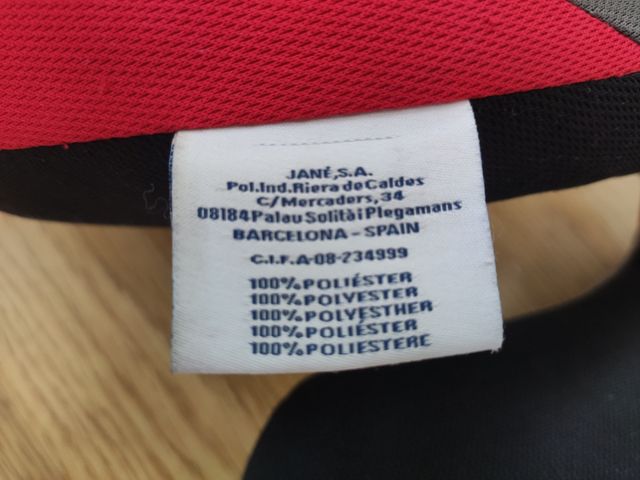 JANÉ,S.A.
Pol.Ind.Riera de Caldes
C/Mercaders,34
08184 Palau Solità i Plegamans
BARCELONA - SPAIN
C.I.F.A-08-234999
100% POLIÉSTER
100% POLYESTER
100% POLYESTHER
100% POLIÉSTER
100% POLIESTERE